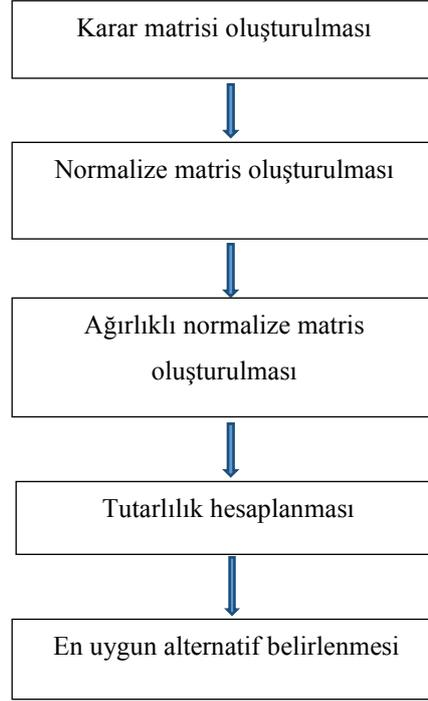 Karar matrisi oluşturulması
Normalize matris oluşturulması
Ağırlıklı normalize matris
oluşturulması
Tutarlılık hesaplanması
En uygun alternatif belirlenmesi